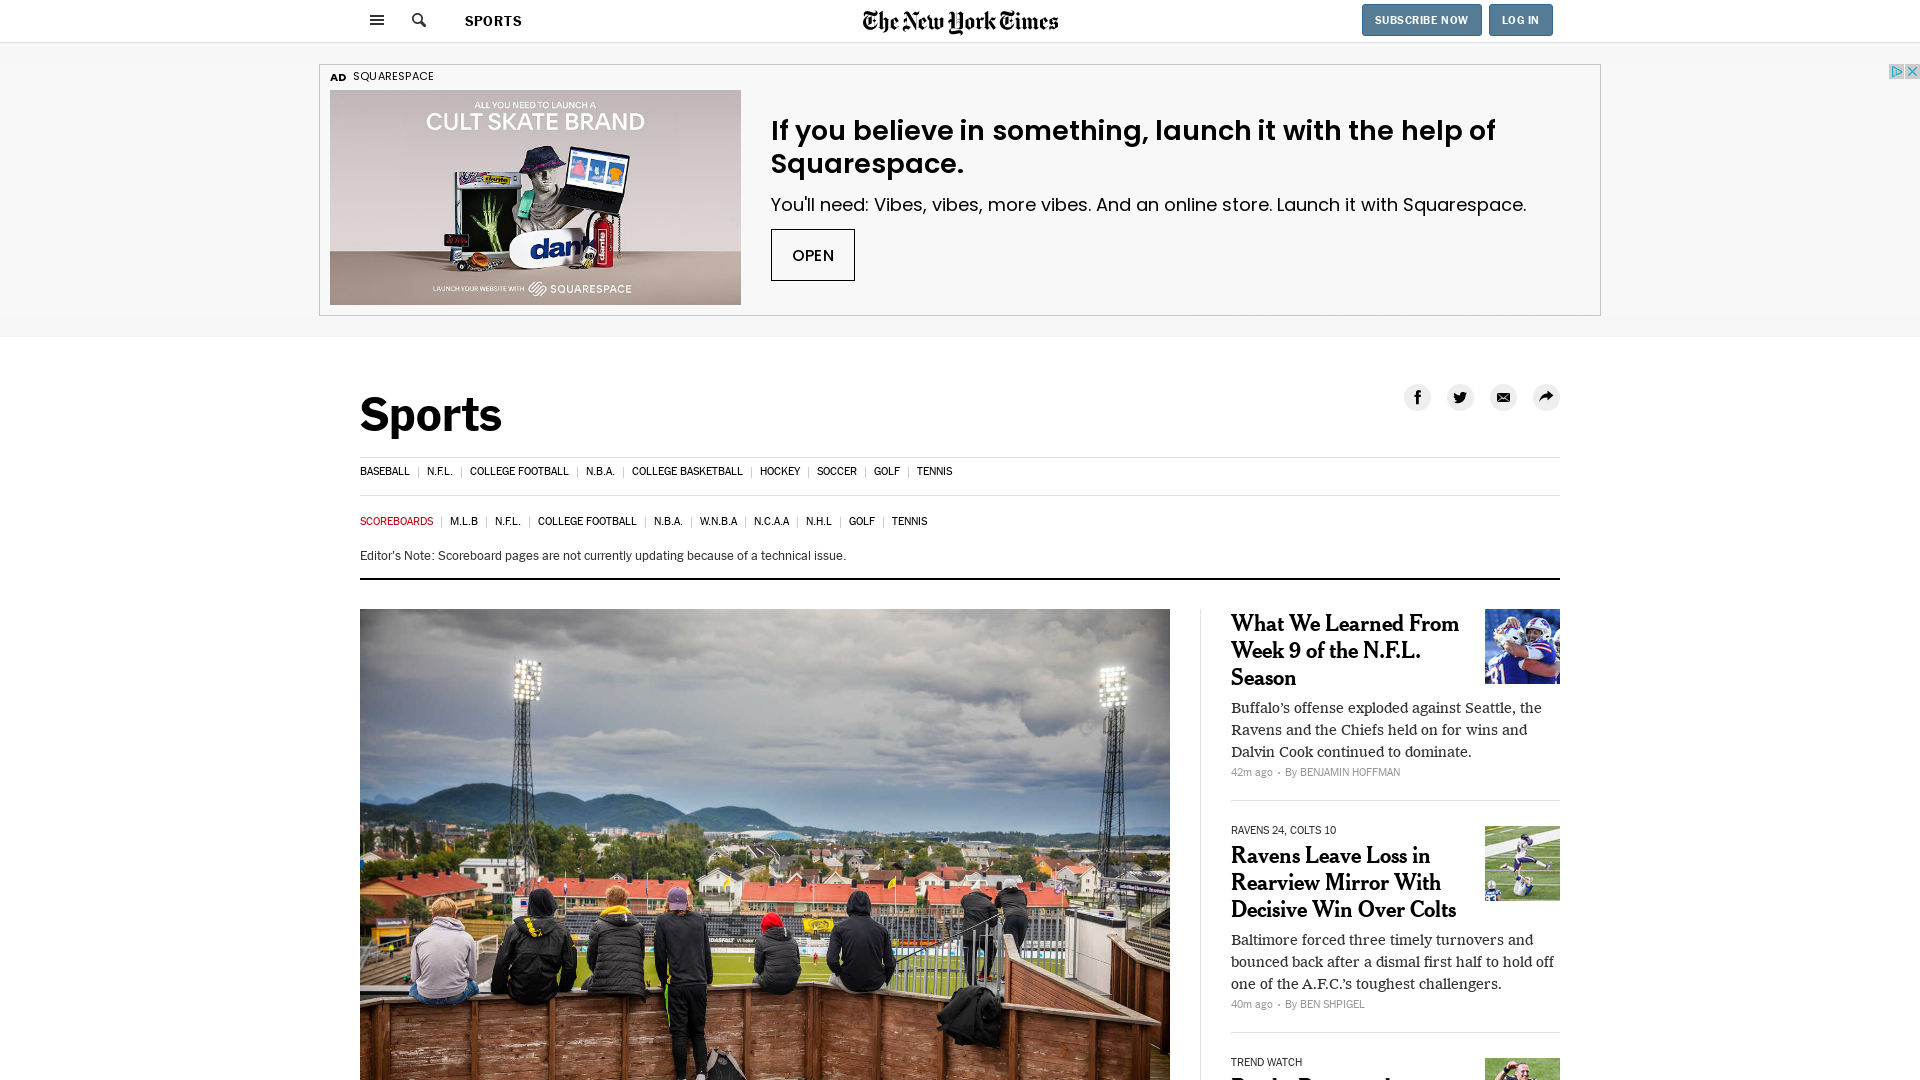 SPORTS
The New York Times
SUBSCRIBE NOW
LOG IN
AD SQUARESPACE
ALL YOU NEED TO LAUNCH A
CULT SKATE BRAND
dante
LAUNCH YOUR WEBSITE WITH SQUARESPACE
If you believe in something, launch it with the help of
Squarespace.
You'll need: Vibes, vibes, more vibes. And an online store. Launch it with Squarespace.
OPEN
Sports
BASEBALL N.F.L. COLLEGE FOOTBALL N.B.A. COLLEGE BASKETBALL HOCKEY SOCCER GOLF TENNIS
SCOREBOARDS M.L.B N.F.L. COLLEGE FOOTBALL N.B.A. W.N.B.A N.C.A.A N.H.L GOLF TENNIS
Editor's Note: Scoreboard pages are not currently updating because of a technical issue.
What We Learned From
Week 9 of the N.F.L.
Season
Buffalo’s offense exploded against Seattle, the
Ravens and the Chiefs held on for wins and
Dalvin Cook continued to dominate.
42m ago • By BENJAMIN HOFFMAN
RAVENS 24, COLTS 10
Ravens Leave Loss in
Rearview Mirror With
Decisive Win Over Colts
Baltimore forced three timely turnovers and
bounced back after a dismal first half to hold off
one of the A.F.C.’s toughest challengers.
40m ago • By BEN SHPIGEL
TREND WATCH